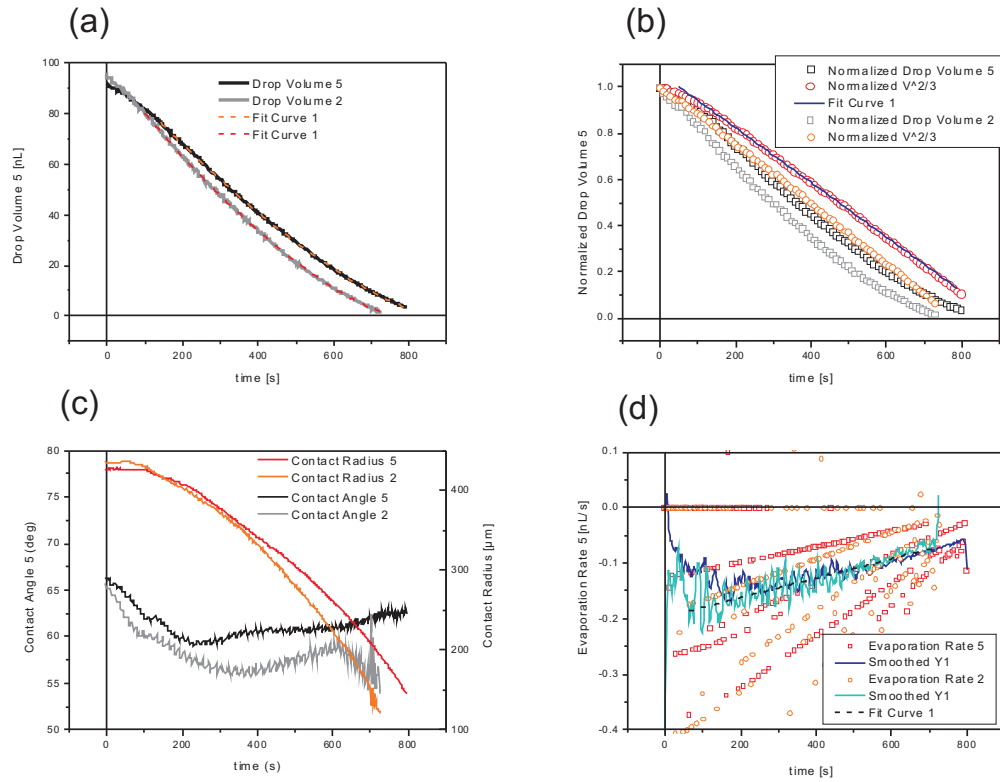 (a)
100
80
60
40
20
0
0 200 400 600 800
time [s]
Drop Volume 5 [nL]
Drop Volume 5
Drop Volume 2
Fit Curve 1
Fit Curve 1
(b)
1.0
0.8
0.6
0.4
0.2
0.0
0 200 400 600 800
time [s]
Normalized Drop Volume 5
Normalized Drop Volume 5
Normalized V^2/3
Fit Curve 1
Normalized Drop Volume 2
Normalized V^2/3
(c)
80
75
70
65
60
55
50
0 200 400 600 800
time (s)
Contact Angle 5 (deg)
400
300
200
100
Contact Radius [µm]
Contact Radius 5
Contact Radius 2
Contact Angle 5
Contact Angle 2
(d)
0.1
0.0
-0.1
-0.2
-0.3
-0.4
0 200 400 600 800
time [s]
Evaporation Rate 5 [nL/s]
Evaporation Rate 5
Smoothed Y1
Evaporation Rate 2
Smoothed Y1
Fit Curve 1